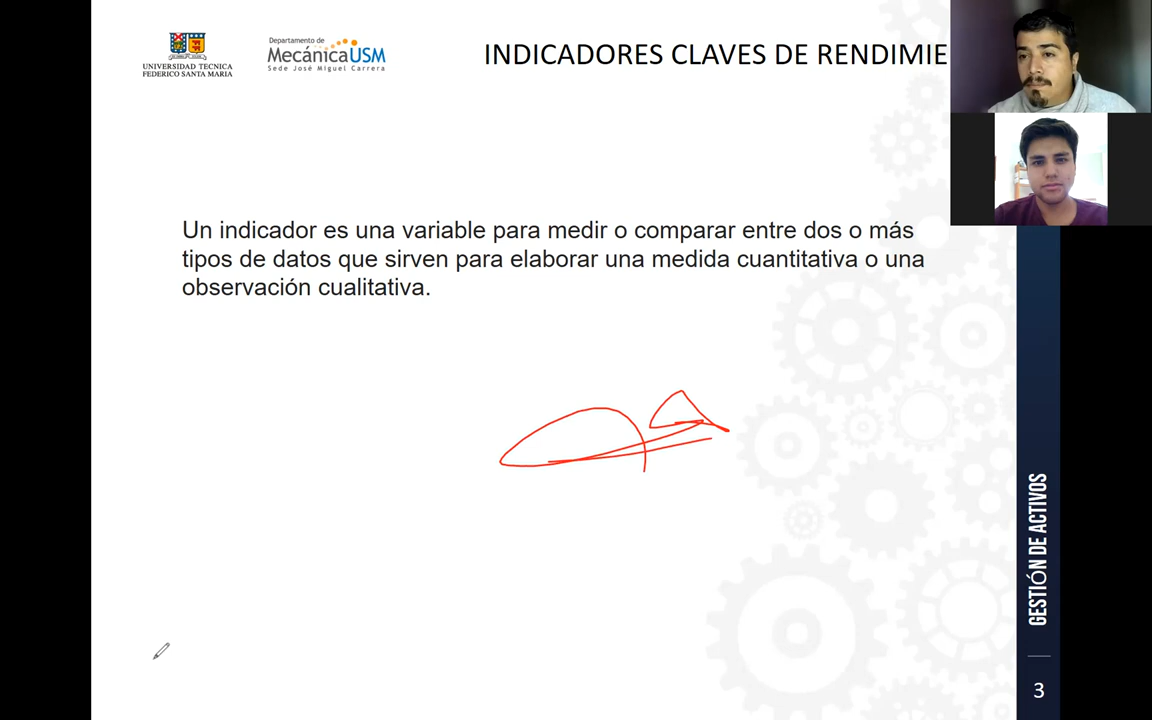 UNIVERSIDAD TECNICA
FEDERICO SANTA MARIA
Departamento de
MecánicaUSM
Sede José Miguel Carrera
INDICADORES CLAVES DE RENDIMIE
Un indicador es una variable para medir o comparar entre dos o más
tipos de datos que sirven para elaborar una medida cuantitativa o una
observación cualitativa.
GESTIÓN DE ACTIVOS
3